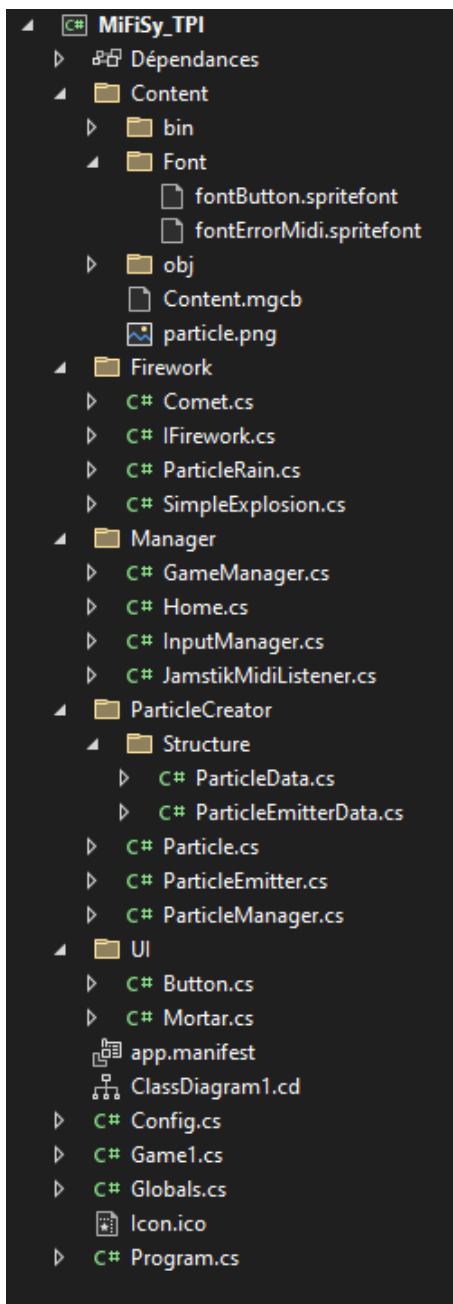 MiFiSy_TPI
Dépendances
Content
bin
Font
fontButton.spritefont
fontErrorMidi.spritefont
obj
Content.mgcb
particle.png
Firework
C# Comet.cs
C# IFirework.cs
C# ParticleRain.cs
C# SimpleExplosion.cs
Manager
C# GameManager.cs
C# Home.cs
C# InputManager.cs
C# JamstikMidiListener.cs
ParticleCreator
Structure
C# ParticleData.cs
C# ParticleEmitterData.cs
C# Particle.cs
C# ParticleEmitter.cs
C# ParticleManager.cs
UI
C# Button.cs
C# Mortar.cs
app.manifest
ClassDiagram1.cd
C# Config.cs
C# Game1.cs
C# Globals.cs
Icon.ico
C# Program.cs